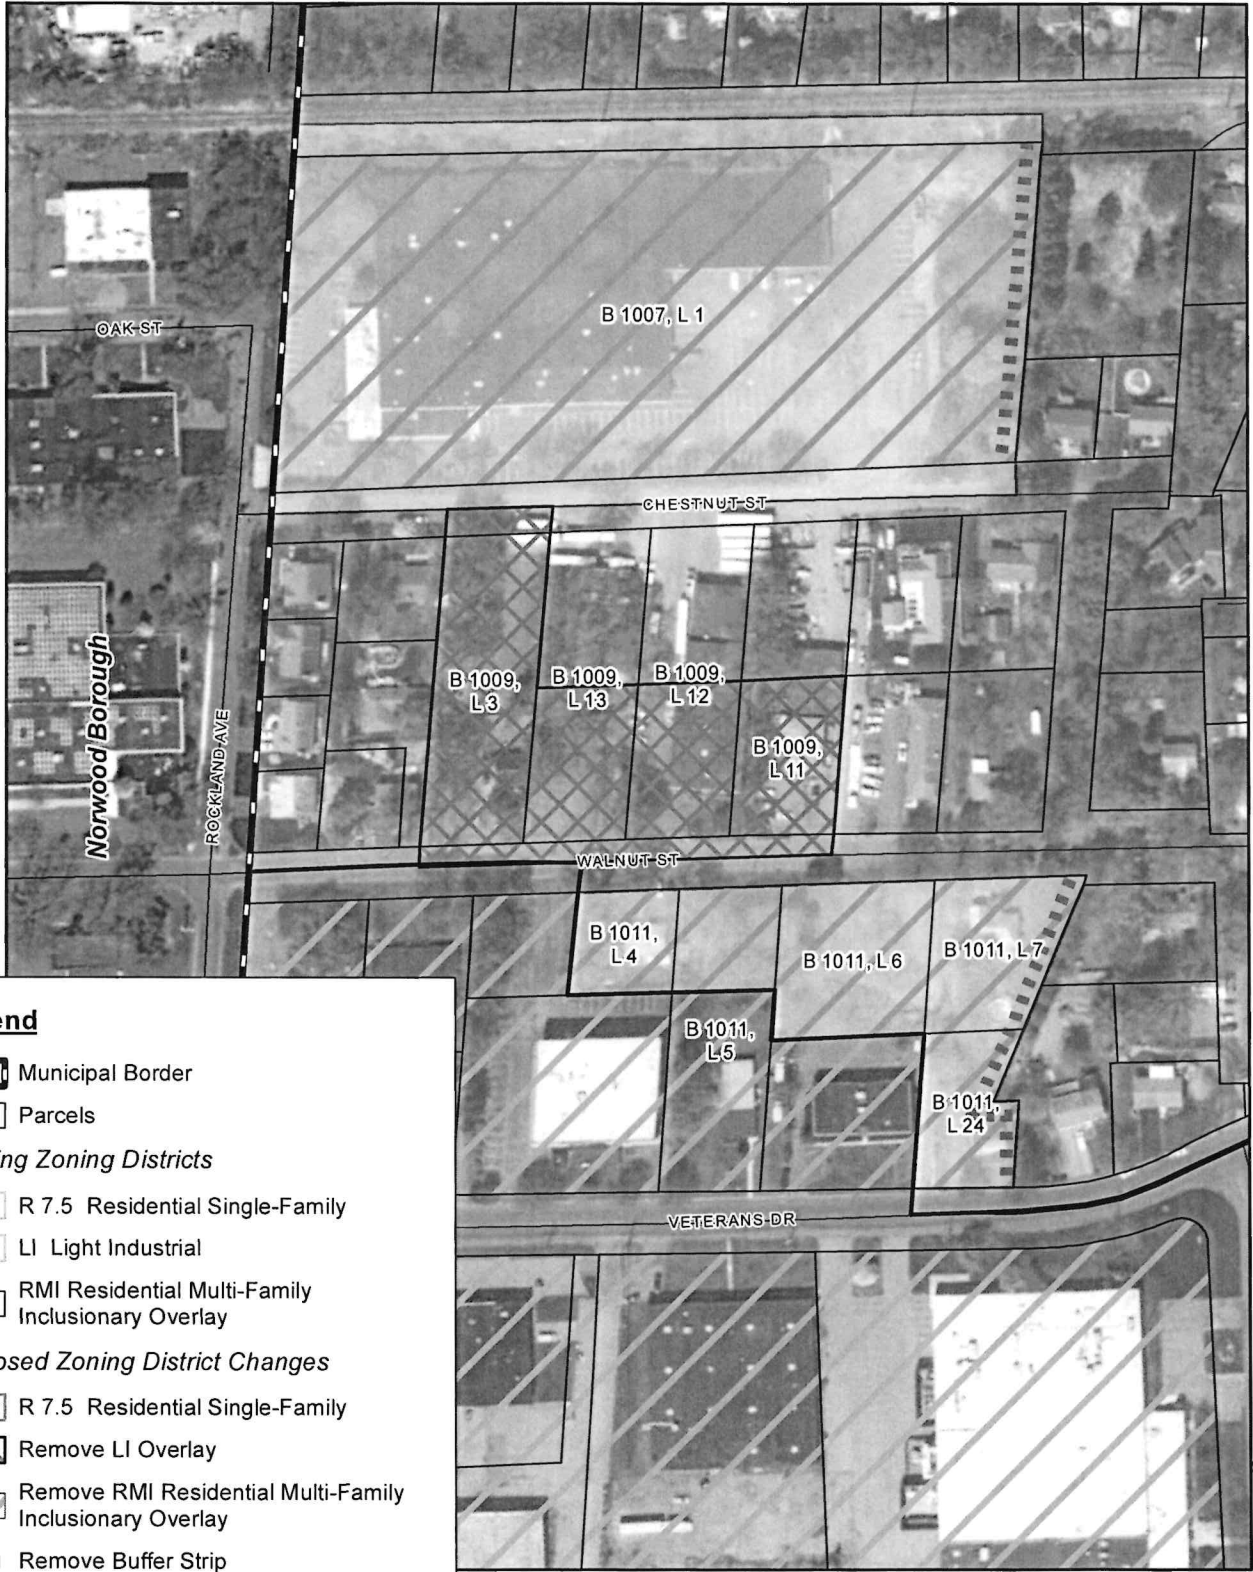 OAK ST
B 1007, L 1
CHESTNUT ST
Norwood Borough
ROCKLAND AVE
B 1009,
L 3
B 1009,
L 13
B 1009,
L 12
B 1009,
L 11
WALNUT ST
B 1011,
L 4
B 1011, L 6
B 1011, L 7
B 1011,
L 5
B 1011,
L 24
VETERANS DR
end
Municipal Border
Parcels
ng Zoning Districts
R 7.5 Residential Single-Family
LI Light Industrial
RMI Residential Multi-Family
Inclusionary Overlay
osed Zoning District Changes
R 7.5 Residential Single-Family
Remove LI Overlay
Remove RMI Residential Multi-Family
Inclusionary Overlay
Remove Buffer Strip